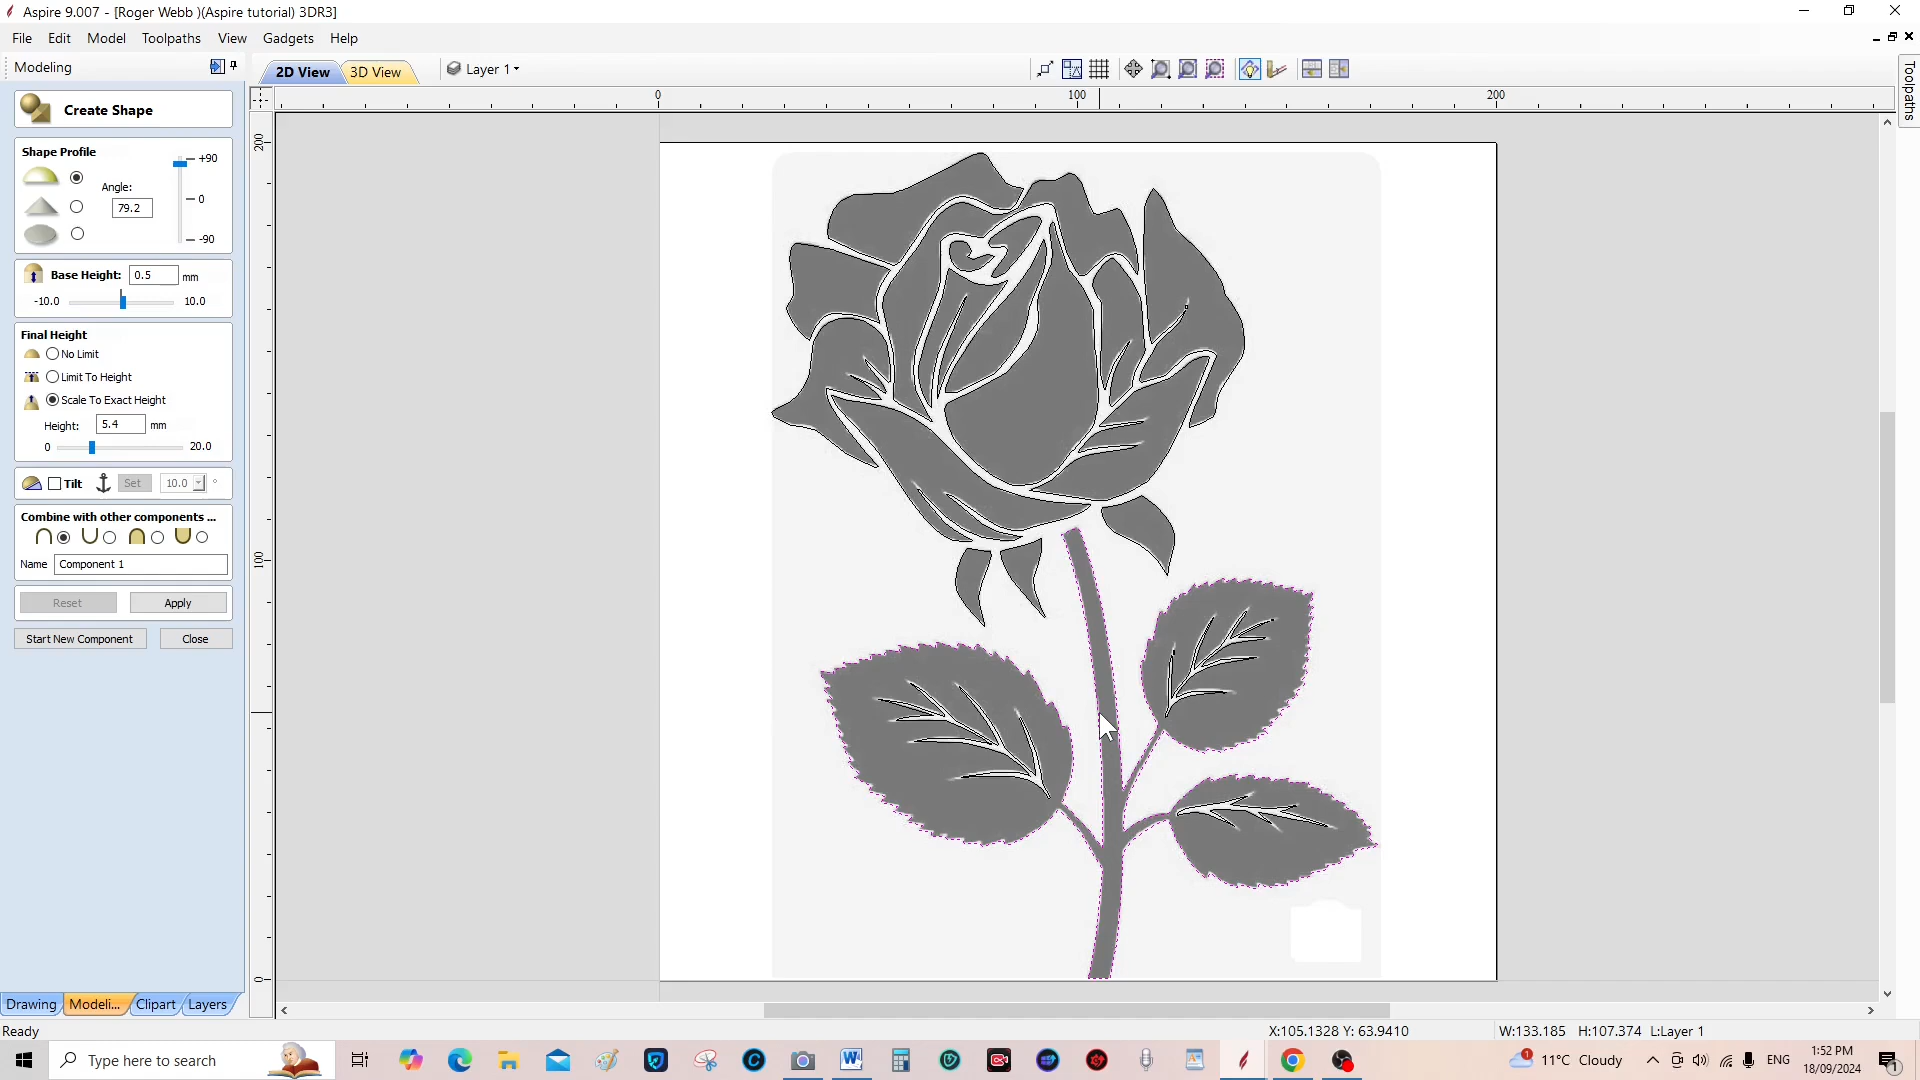 Aspire 9.007 - [Roger Webb )(Aspire tutorial) 3DR3]
File Edit Model Toolpaths View Gadgets Help
Modeling
2D View 3D View Layer 1
Create Shape
0 100 200
Toolpaths
200
100
0
Shape Profile
+90
Angle:
0
79.2
-90
Base Height: 0.5 mm
-10.0 10.0
Final Height
No Limit
Limit To Height
Scale To Exact Height
Height: 5.4 mm
0 20.0
Tilt Set 10.0 °
Combine with other components ...
Name Component 1
Reset Apply
Start New Component Close
Drawing Modeli... Clipart Layers
Ready X:105.1328 Y: 63.9410 W:133.185 H:107.374 L:Layer 1
Type here to search 11°C Cloudy ENG 1:52 PM
18/09/2024